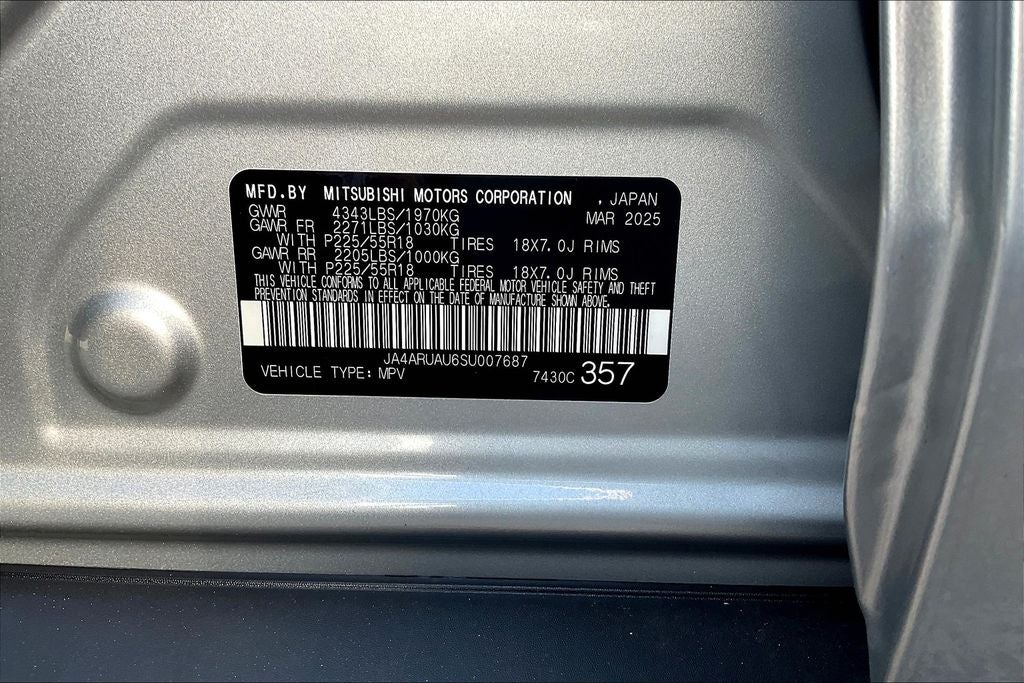 MFD.BY MITSUBISHI MOTORS CORPORATION , JAPAN
GVWR 4343LBS/1970KG MAR 2025
GAWR FR 2271LBS/1030KG
WITH P225/55R18 TIRES 18X7.0J RIMS
GAWR RR 2205LBS/1000KG
WITH P225/55R18 TIRES 18X7.0J RIMS
THIS VEHICLE CONFORMS TO ALL APPLICABLE FEDERAL MOTOR VEHICLE SAFETY AND THEFT
PREVENTION STANDARDS IN EFFECT ON THE DATE OF MANUFACTURE SHOWN ABOVE.
JA4ARUAU6SU007687
VEHICLE TYPE: MPV 7430C 357